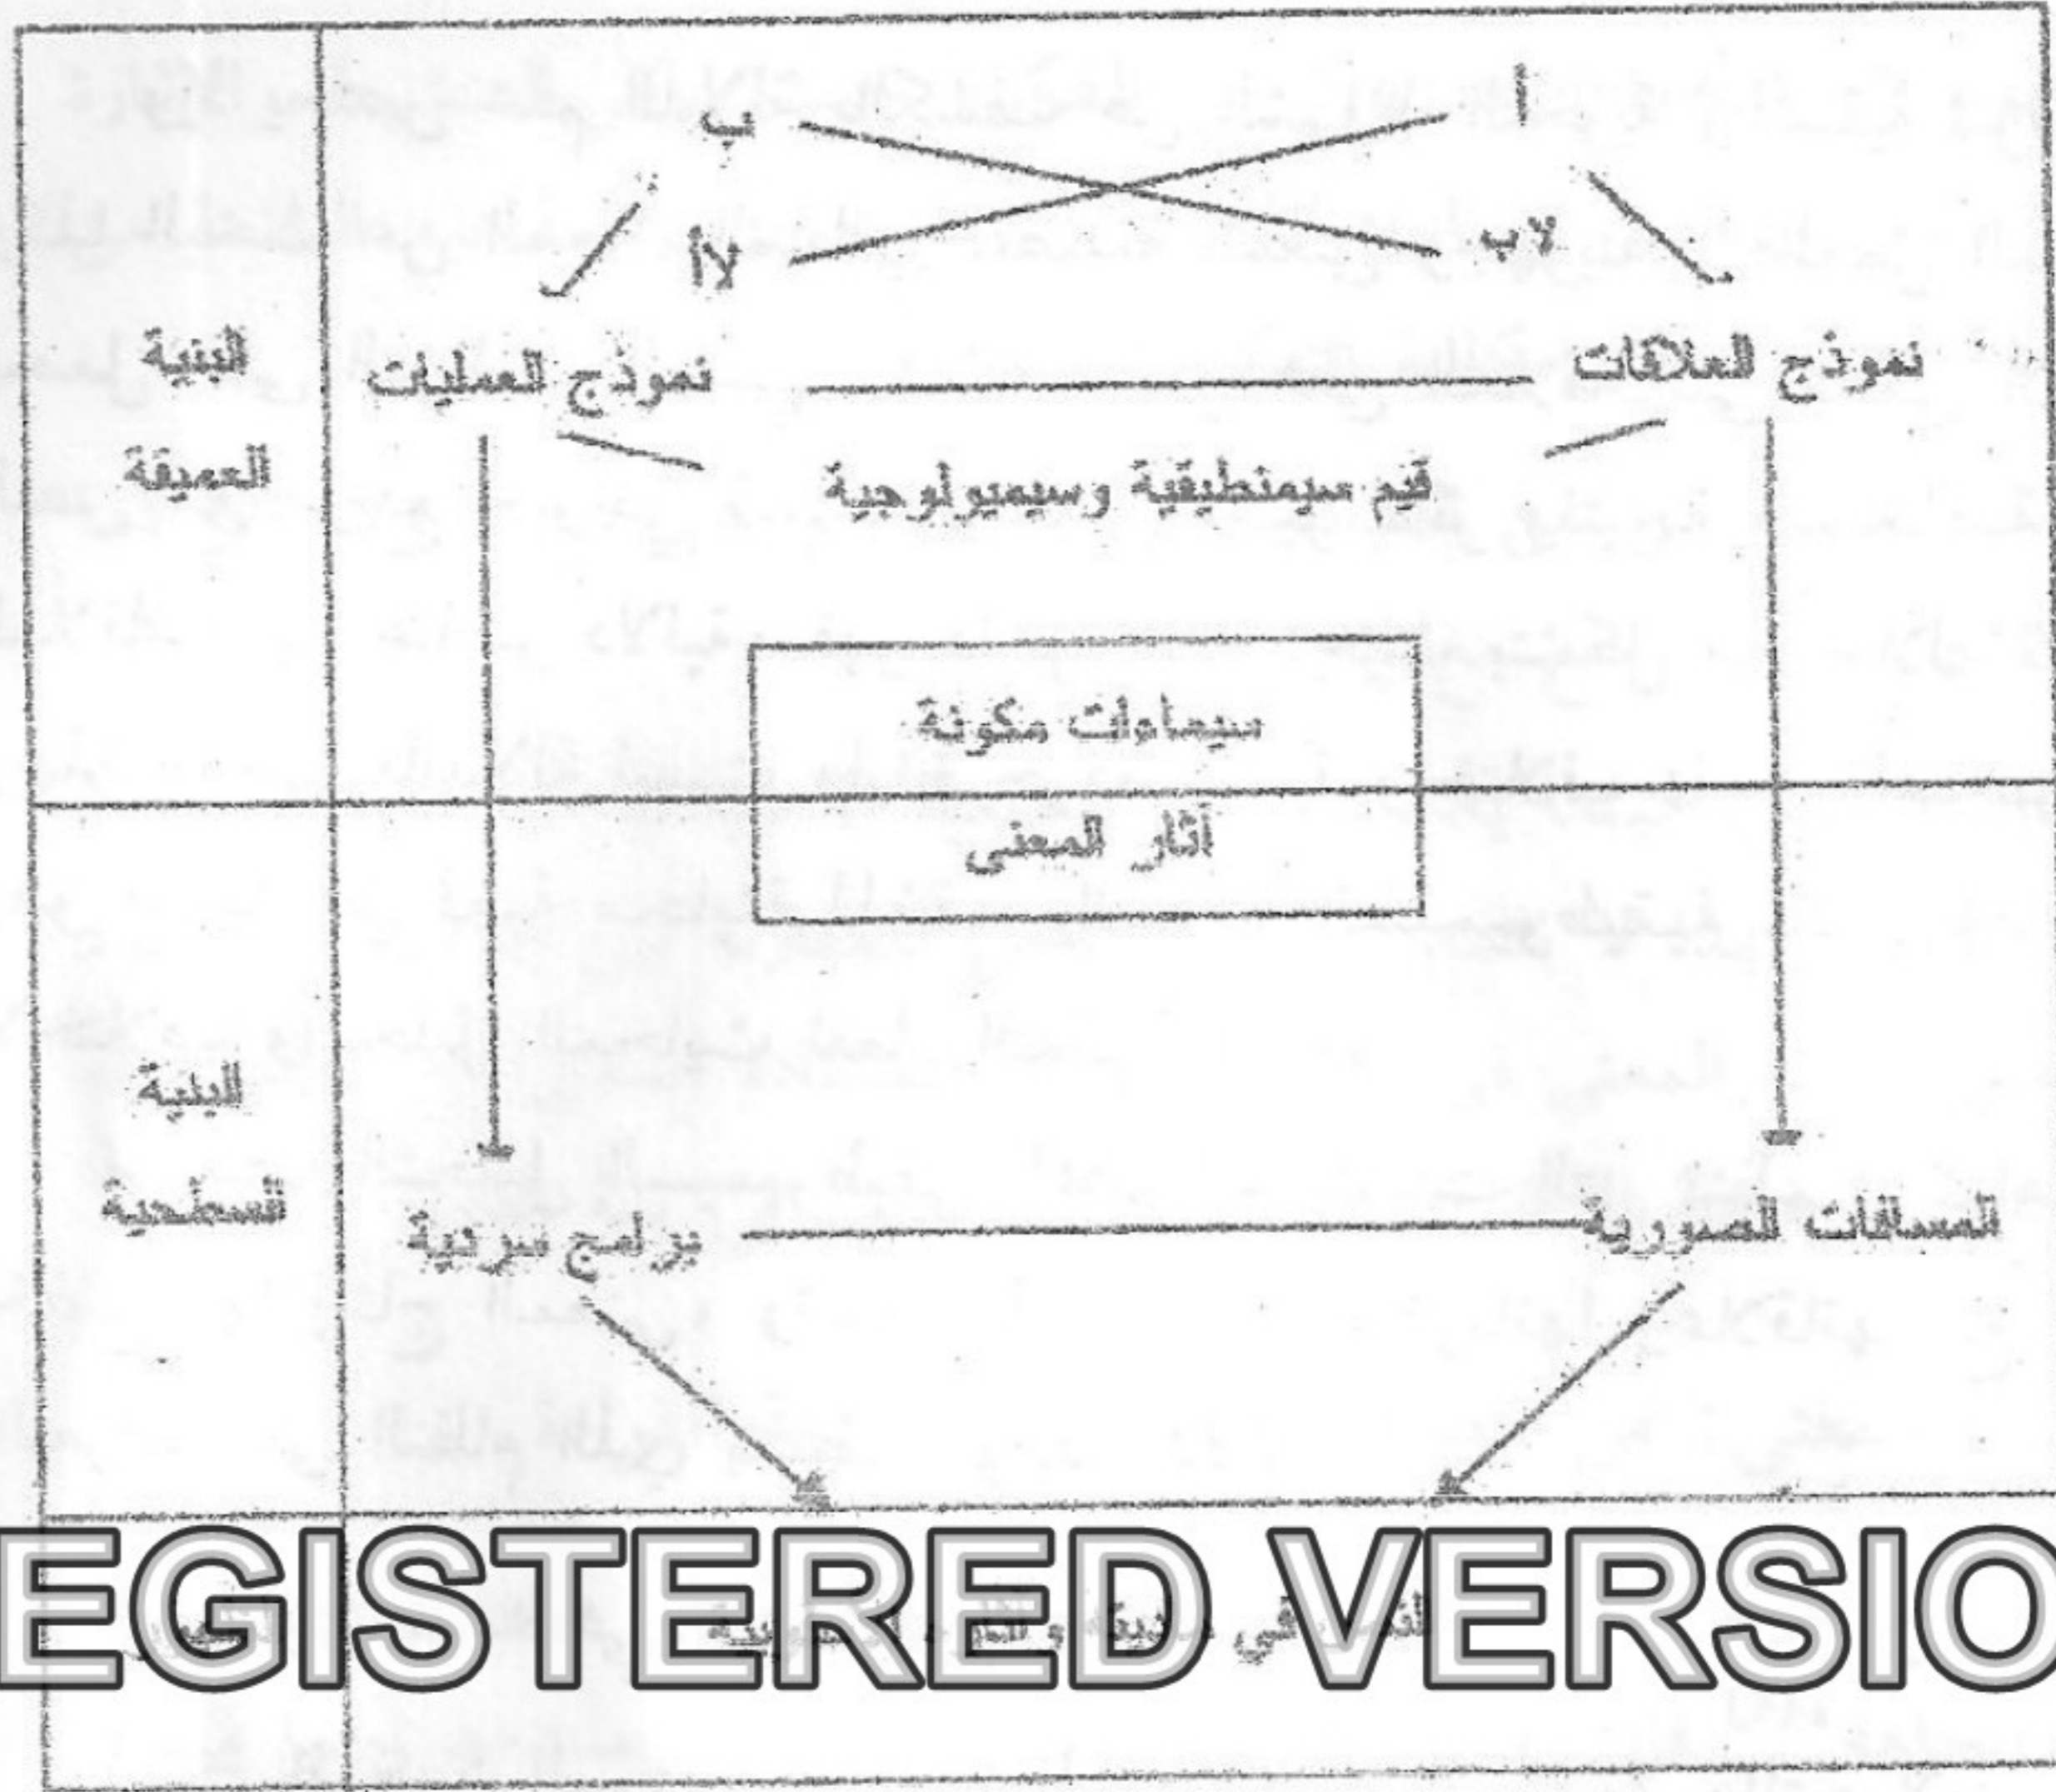 أ
ب
لا ب
لا أ
البنية
العميقة
نموذج العلاقات
نموذج العمليات
قيم سيمنطيقية وسيميولوجية
سيماءات مكونة
آثار المعنى
البنية
السطحية
المسافات الصورية
برامج سردية
EGISTERED VERSIO